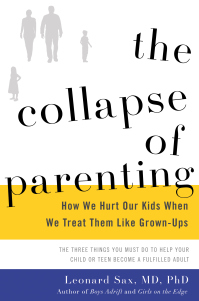 the
collapse
of
parenting
How We Hurt Our Kids When
We Treat Them Like Grown-Ups
THE THREE THINGS YOU MUST DO TO HELP YOUR
CHILD OR TEEN BECOME A FULFILLED ADULT
Leonard Sax, MD, PhD
Author of Boys Adrift and Girls on the Edge